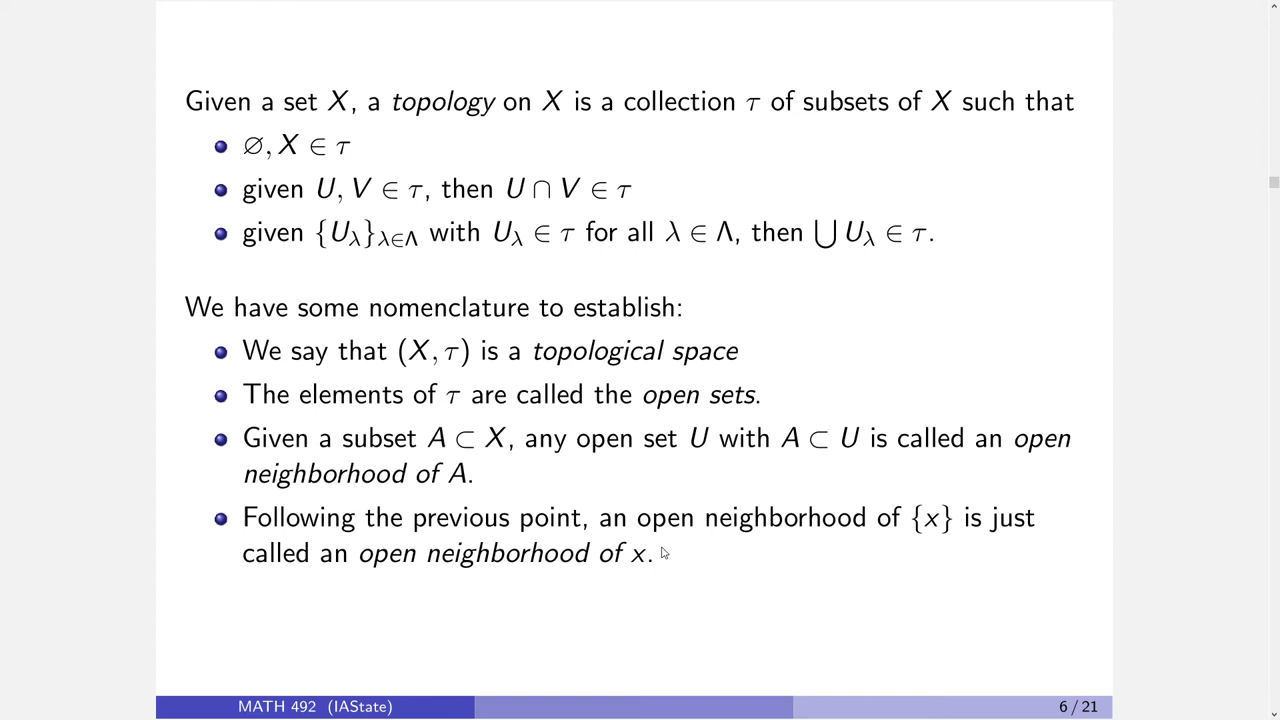 Given a set X, a topology on X is a collection τ of subsets of X such that
∅, X ∈ τ
given U, V ∈ τ, then U ∩ V ∈ τ
given {U_λ}_{λ∈Λ} with U_λ ∈ τ for all λ ∈ Λ, then ⋃ U_λ ∈ τ.
We have some nomenclature to establish:
We say that (X, τ) is a topological space
The elements of τ are called the open sets.
Given a subset A ⊂ X, any open set U with A ⊂ U is called an open
neighborhood of A.
Following the previous point, an open neighborhood of {x} is just
called an open neighborhood of x.
MATH 492 (IAState)
6 / 21